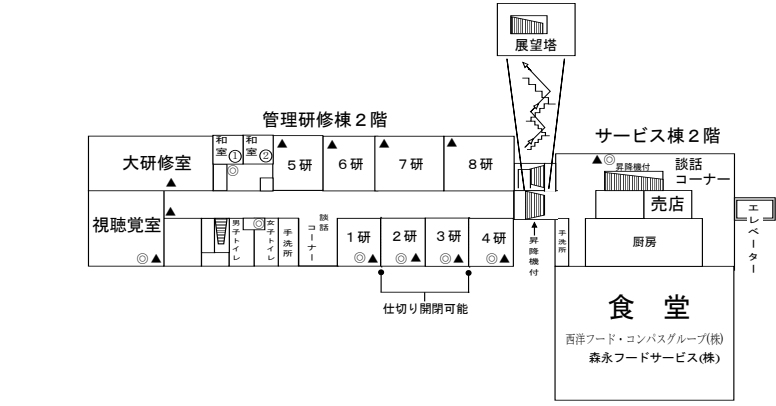 展望塔
管理研修棟２階
サービス棟２階
大研修室
和室①
和室②
５研
６研
７研
８研
昇降機付
談話
コーナー
売店
エレベーター
視聴覚室
男子トイレ
女子トイレ
手洗所
談話コーナー
１研
２研
３研
４研
昇降機付
手洗所
厨房
仕切り開閉可能
食堂
西洋フード・コンパスグループ(株)
森永フードサービス(株)